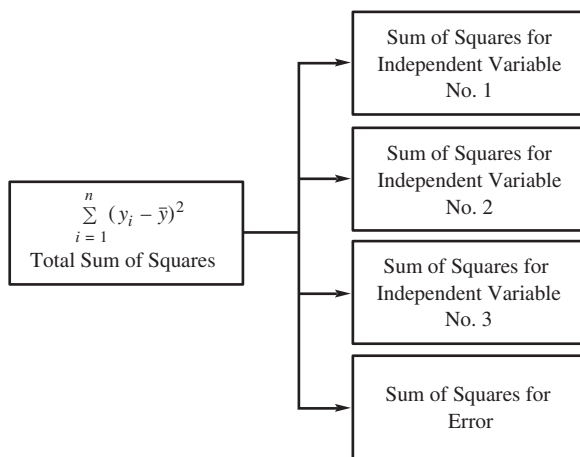 Sum of Squares for
Independent Variable
No. 1
Sum of Squares for
Independent Variable
No. 2
n
∑ (yᵢ − ȳ)²
i = 1
Total Sum of Squares
Sum of Squares for
Independent Variable
No. 3
Sum of Squares for
Error